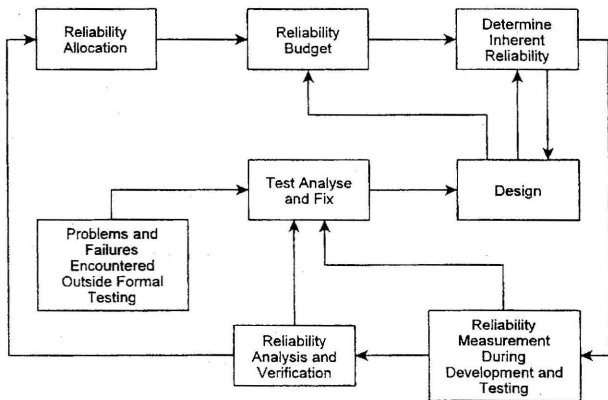 Reliability
Allocation
Reliability
Budget
Determine
Inherent
Reliability
Test Analyse
and Fix
Design
Problems and
Failures
Encountered
Outside Formal
Testing
Reliability
Analysis and
Verification
Reliability
Measurement
During
Development and
Testing